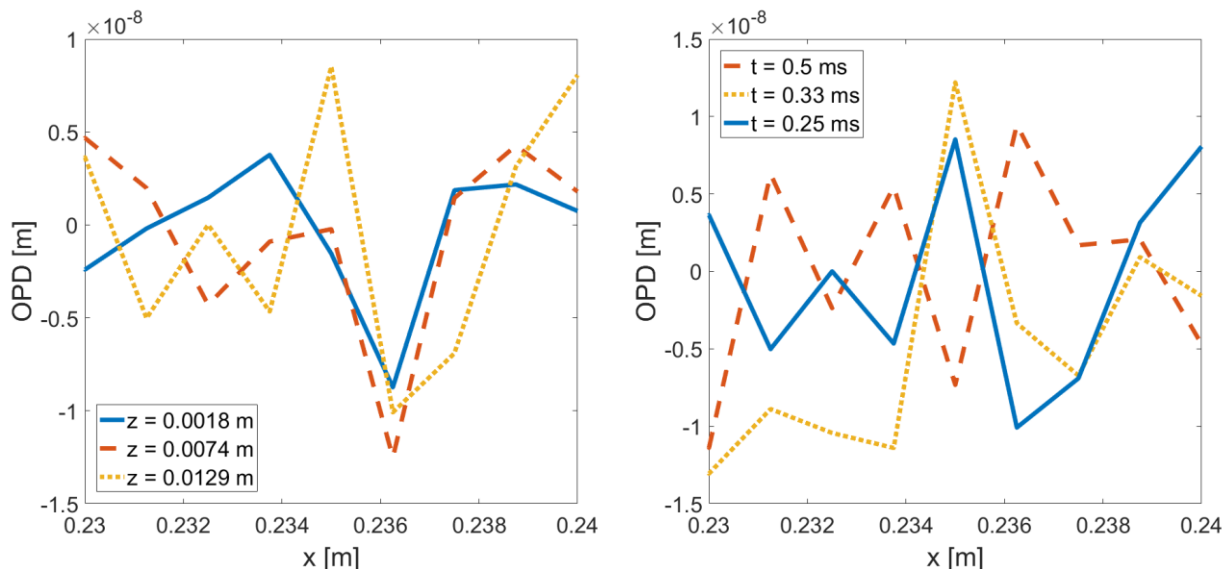 ×10⁻⁸
1
0.5
0
-0.5
-1
-1.5
OPD [m]
z = 0.0018 m
z = 0.0074 m
z = 0.0129 m
0.23 0.232 0.234 0.236 0.238 0.24
x [m]
×10⁻⁸
1.5
1
0.5
0
-0.5
-1
-1.5
OPD [m]
t = 0.5 ms
t = 0.33 ms
t = 0.25 ms
0.23 0.232 0.234 0.236 0.238 0.24
x [m]